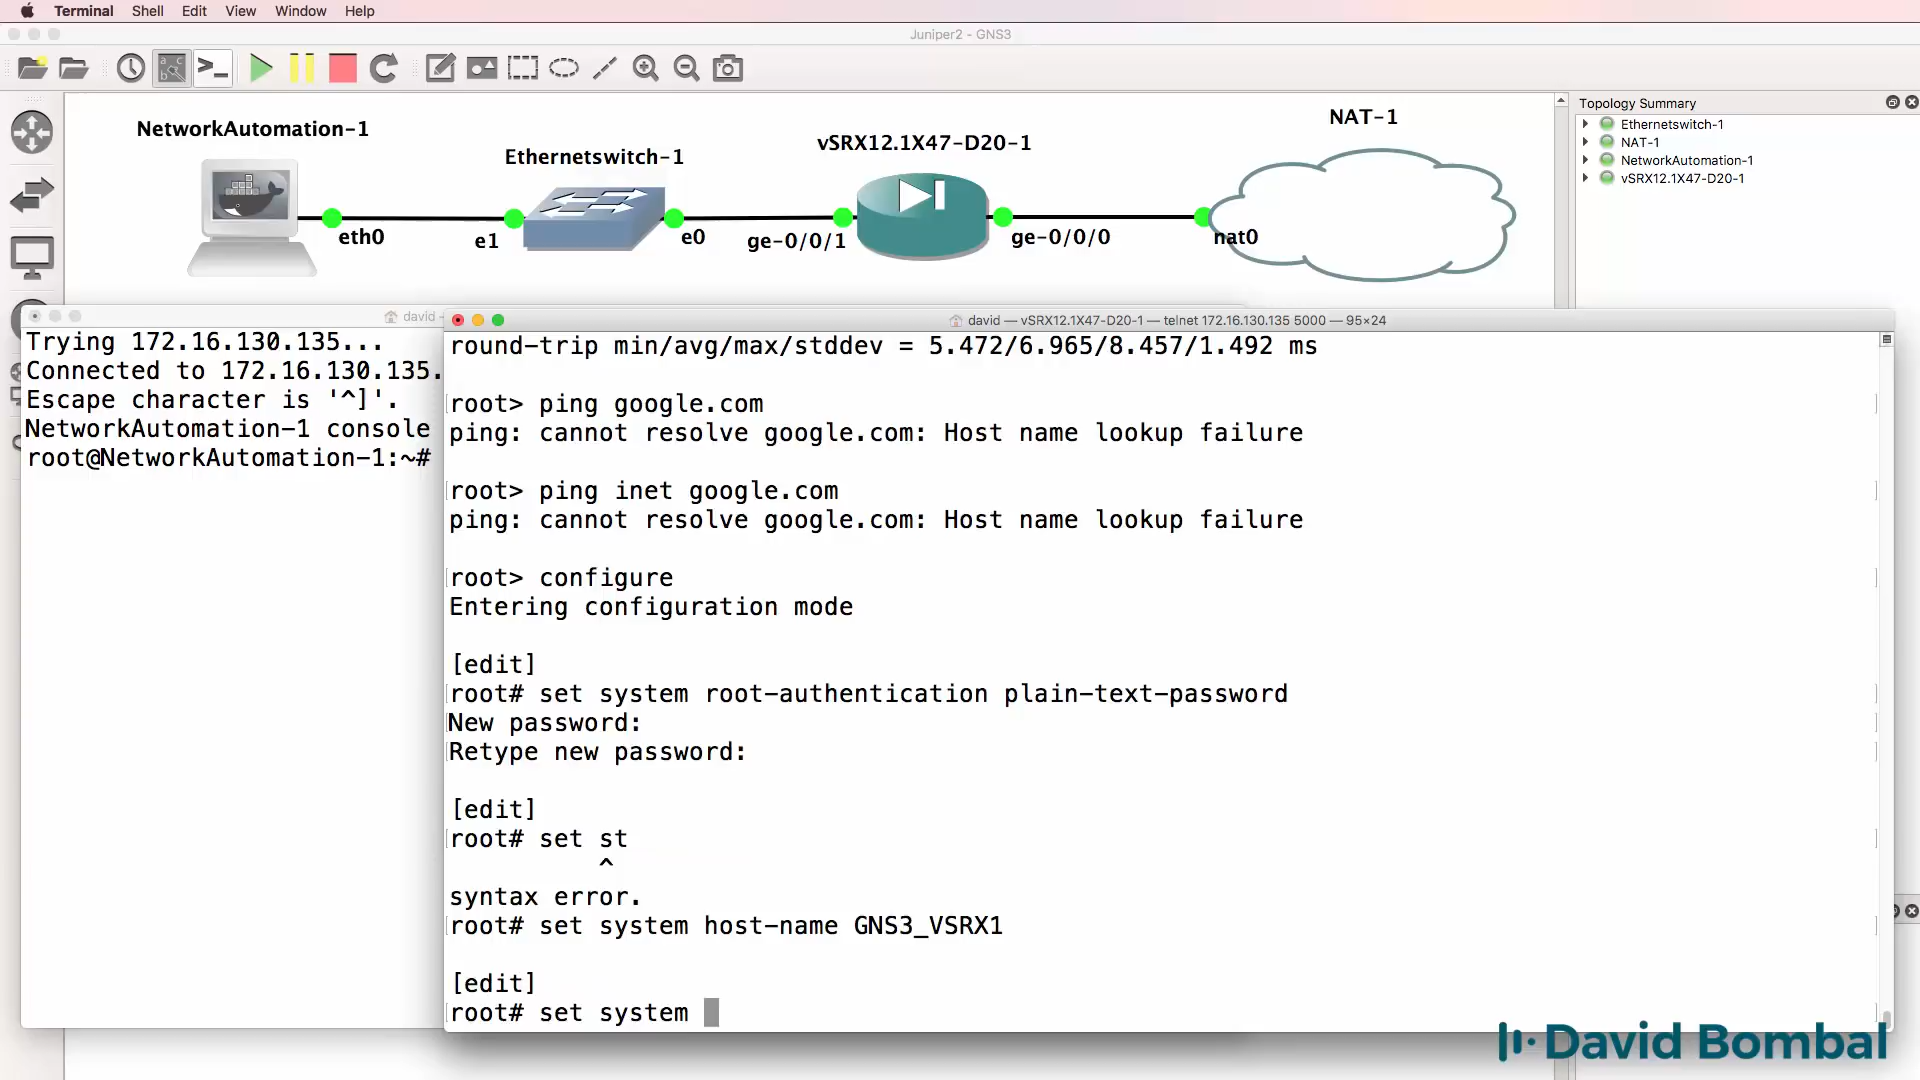 Terminal Shell Edit View Window Help
Juniper2 - GNS3
NetworkAutomation-1
Ethernetswitch-1
vSRX12.1X47-D20-1
NAT-1
eth0
e1
e0
ge-0/0/1
ge-0/0/0
nat0
Topology Summary
Ethernetswitch-1
NAT-1
NetworkAutomation-1
vSRX12.1X47-D20-1
david —
Trying 172.16.130.135...
Connected to 172.16.130.135.
Escape character is '^]'.
NetworkAutomation-1 console
root@NetworkAutomation-1:~#
david — vSRX12.1X47-D20-1 — telnet 172.16.130.135 5000 — 95×24
round-trip min/avg/max/stddev = 5.472/6.965/8.457/1.492 ms
root> ping google.com
ping: cannot resolve google.com: Host name lookup failure
root> ping inet google.com
ping: cannot resolve google.com: Host name lookup failure
root> configure
Entering configuration mode
[edit]
root# set system root-authentication plain-text-password
New password:
Retype new password:
[edit]
root# set st
^
syntax error.
root# set system host-name GNS3_VSRX1
[edit]
root# set system
David Bombal